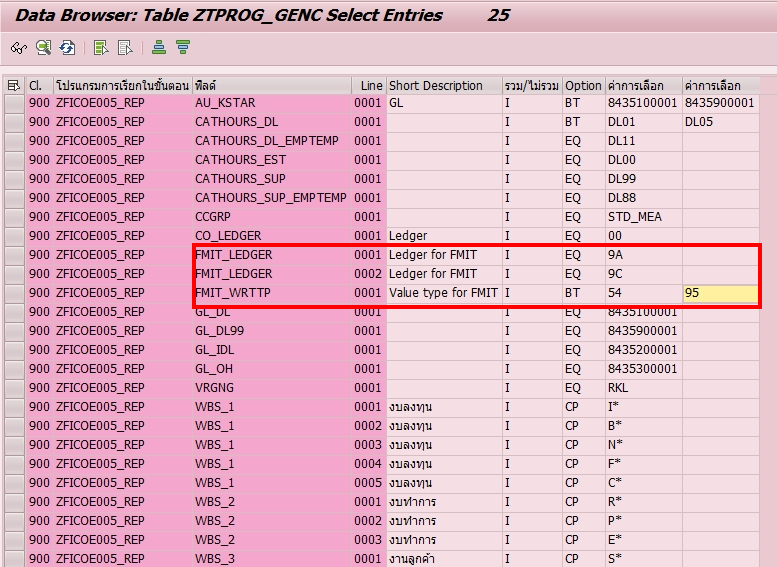 Data Browser: Table ZTPROG_GENC Select Entries 25
Cl. โปรแกรมการเรียกในขั้นตอน ฟิลด์ Line Short Description รวม/ไม่รวม Option ค่าการเลือก ค่าการเลือก
900 ZFICOE005_REP AU_KSTAR 0001 GL I BT 8435100001 8435900001
900 ZFICOE005_REP CATHOURS_DL 0001 I BT DL01 DL05
900 ZFICOE005_REP CATHOURS_DL_EMPTEMP 0001 I EQ DL11
900 ZFICOE005_REP CATHOURS_EST 0001 I EQ DL00
900 ZFICOE005_REP CATHOURS_SUP 0001 I EQ DL99
900 ZFICOE005_REP CATHOURS_SUP_EMPTEMP 0001 I EQ DL88
900 ZFICOE005_REP CCGRP 0001 I EQ STD_MEA
900 ZFICOE005_REP CO_LEDGER 0001 Ledger I EQ 00
900 ZFICOE005_REP FMIT_LEDGER 0001 Ledger for FMIT I EQ 9A
900 ZFICOE005_REP FMIT_LEDGER 0002 Ledger for FMIT I EQ 9C
900 ZFICOE005_REP FMIT_WRTTP 0001 Value type for FMIT I BT 54 95
900 ZFICOE005_REP GL_DL 0001 I EQ 8435100001
900 ZFICOE005_REP GL_DL99 0001 I EQ 8435900001
900 ZFICOE005_REP GL_IDL 0001 I EQ 8435200001
900 ZFICOE005_REP GL_OH 0001 I EQ 8435300001
900 ZFICOE005_REP VRGNG 0001 I EQ RKL
900 ZFICOE005_REP WBS_1 0001 งบลงทุน I CP I*
900 ZFICOE005_REP WBS_1 0002 งบลงทุน I CP B*
900 ZFICOE005_REP WBS_1 0003 งบลงทุน I CP N*
900 ZFICOE005_REP WBS_1 0004 งบลงทุน I CP F*
900 ZFICOE005_REP WBS_1 0005 งบลงทุน I CP C*
900 ZFICOE005_REP WBS_2 0001 งบทำการ I CP R*
900 ZFICOE005_REP WBS_2 0002 งบทำการ I CP P*
900 ZFICOE005_REP WBS_2 0003 งบทำการ I CP E*
900 ZFICOE005_REP WBS_3 0001 งานลูกค้า I CP S*